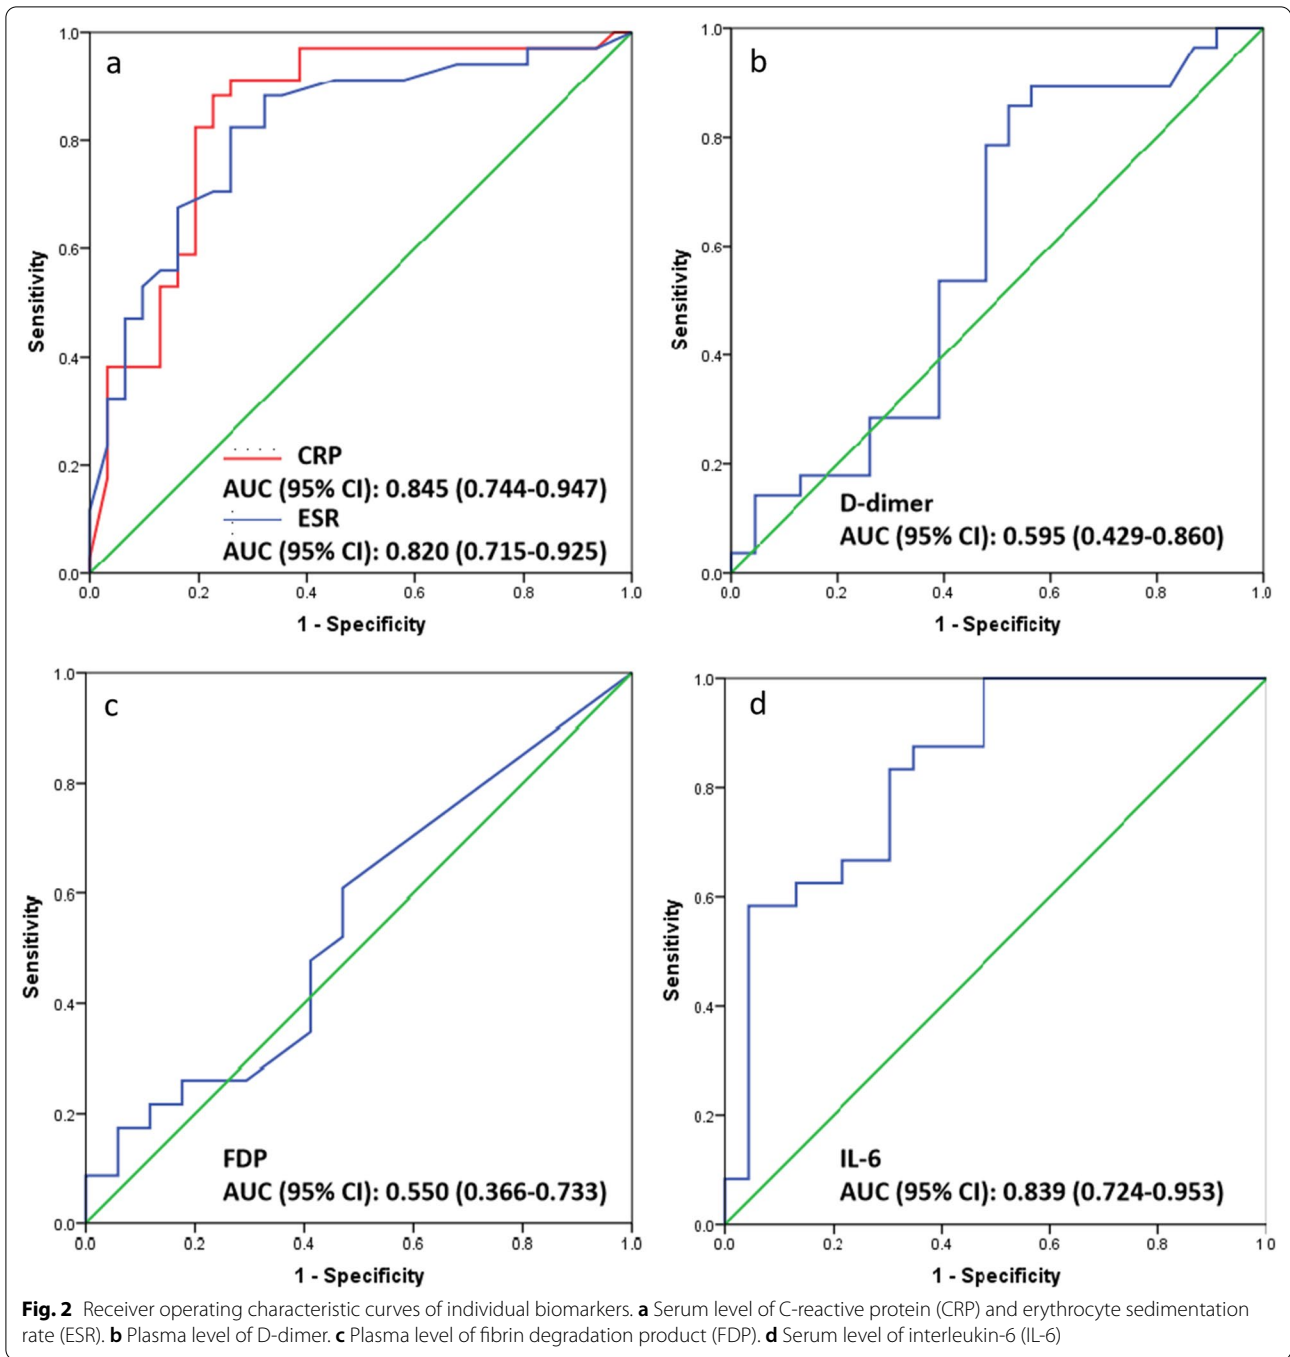 a
1.0
0.8
0.6
0.4
0.2
0.0
Sensitivity
CRP
AUC (95% CI): 0.845 (0.744-0.947)
ESR
AUC (95% CI): 0.820 (0.715-0.925)
0.0 0.2 0.4 0.6 0.8 1.0
1 - Specificity
b
1.0
0.8
0.6
0.4
0.2
0.0
Sensitivity
D-dimer
AUC (95% CI): 0.595 (0.429-0.860)
0.0 0.2 0.4 0.6 0.8 1.0
1 - Specificity
c
1.0
0.8
0.6
0.4
0.2
0.0
Sensitivity
FDP
AUC (95% CI): 0.550 (0.366-0.733)
0.0 0.2 0.4 0.6 0.8 1.0
1 - Specificity
d
1.0
0.8
0.6
0.4
0.2
0.0
Sensitivity
IL-6
AUC (95% CI): 0.839 (0.724-0.953)
0.0 0.2 0.4 0.6 0.8 1 0
1 - Specificity
Fig. 2 Receiver operating characteristic curves of individual biomarkers. a Serum level of C-reactive protein (CRP) and erythrocyte sedimentation
rate (ESR). b Plasma level of D-dimer. c Plasma level of fibrin degradation product (FDP). d Serum level of interleukin-6 (IL-6)